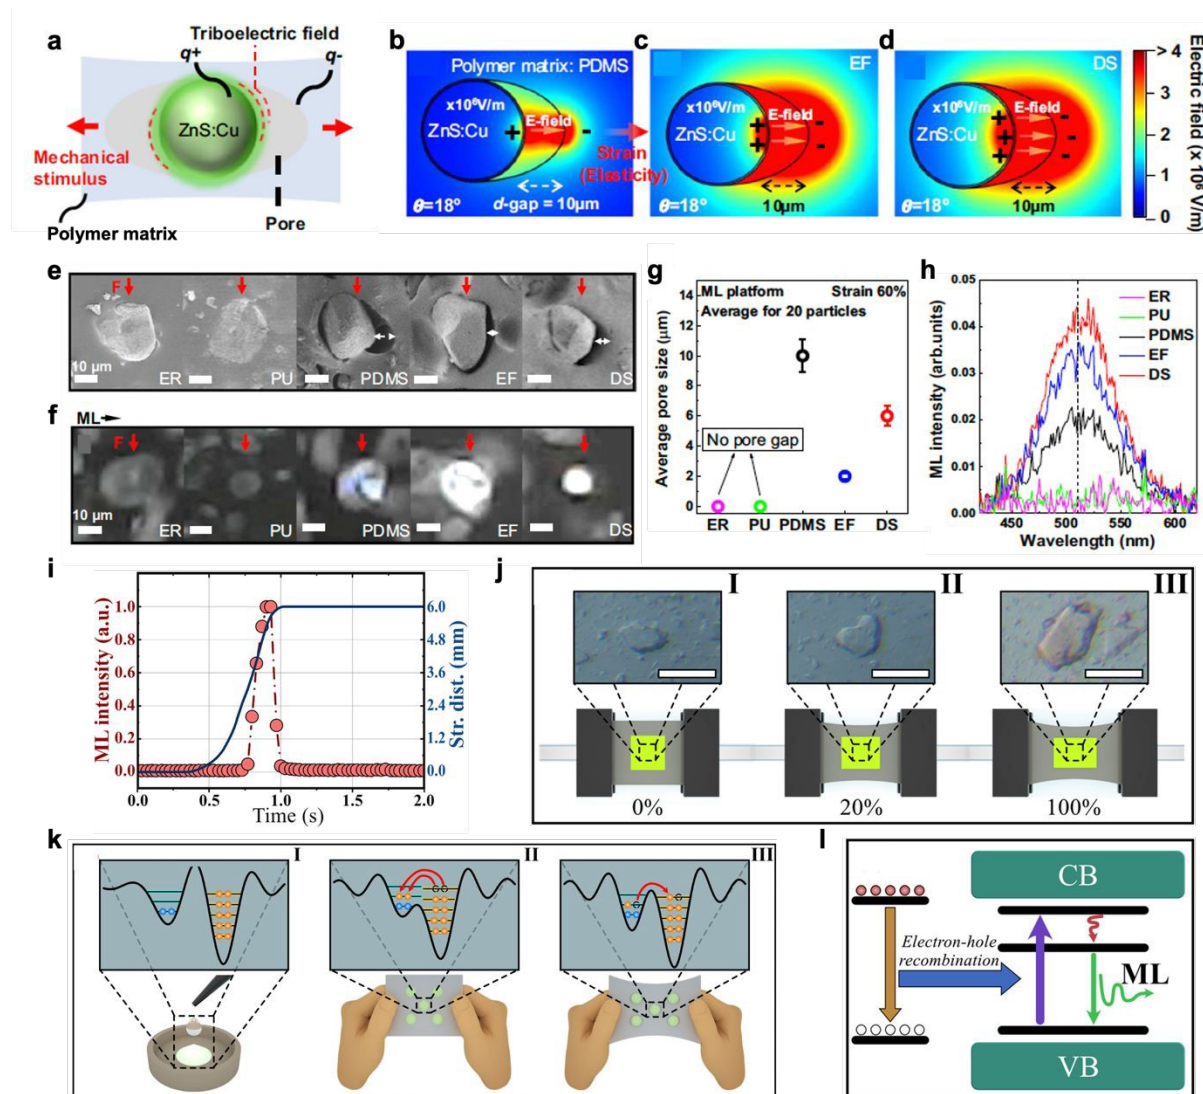 a
Triboelectric field
q+
q-
ZnS:Cu
Mechanical
stimulus
Pore
Polymer matrix
b
Polymer matrix: PDMS
x10⁶V/m
ZnS:Cu
E-field
+
-
Strain
(Elasticity)
θ=18°
d-gap = 10μm
c
EF
x10⁶V/m
ZnS:Cu
E-field
+
+
+
-
-
-
θ=18°
10μm
d
DS
x10⁶V/m
ZnS:Cu
E-field
+
+
+
-
-
-
θ=18°
10μm
> 4
3
2
1
0
Electric field (x 10⁶ V/m)
e
F
10 μm
ER
PU
PDMS
EF
DS
f
ML
F
10 μm
ER
PU
PDMS
EF
DS
g
ML platform
Strain 60%
Average for 20 particles
No pore gap
Average pore size (μm)
14
12
10
8
6
4
2
0
ER PU PDMS EF DS
h
ML intensity (arb.units)
0.05
0.04
0.03
0.02
0.01
0.00
ER
PU
PDMS
EF
DS
450 500 550 600
Wavelength (nm)
i
ML intensity (a.u.)
1.0
0.8
0.6
0.4
0.2
0.0
6.0
4.8
3.6
2.4
1.2
0.0
Str. dist. (mm)
0.0 0.5 1.0 1.5 2.0
Time (s)
j
I
II
III
0%
20%
100%
k
I
II
III
l
CB
Electron-hole
recombination
ML
VB